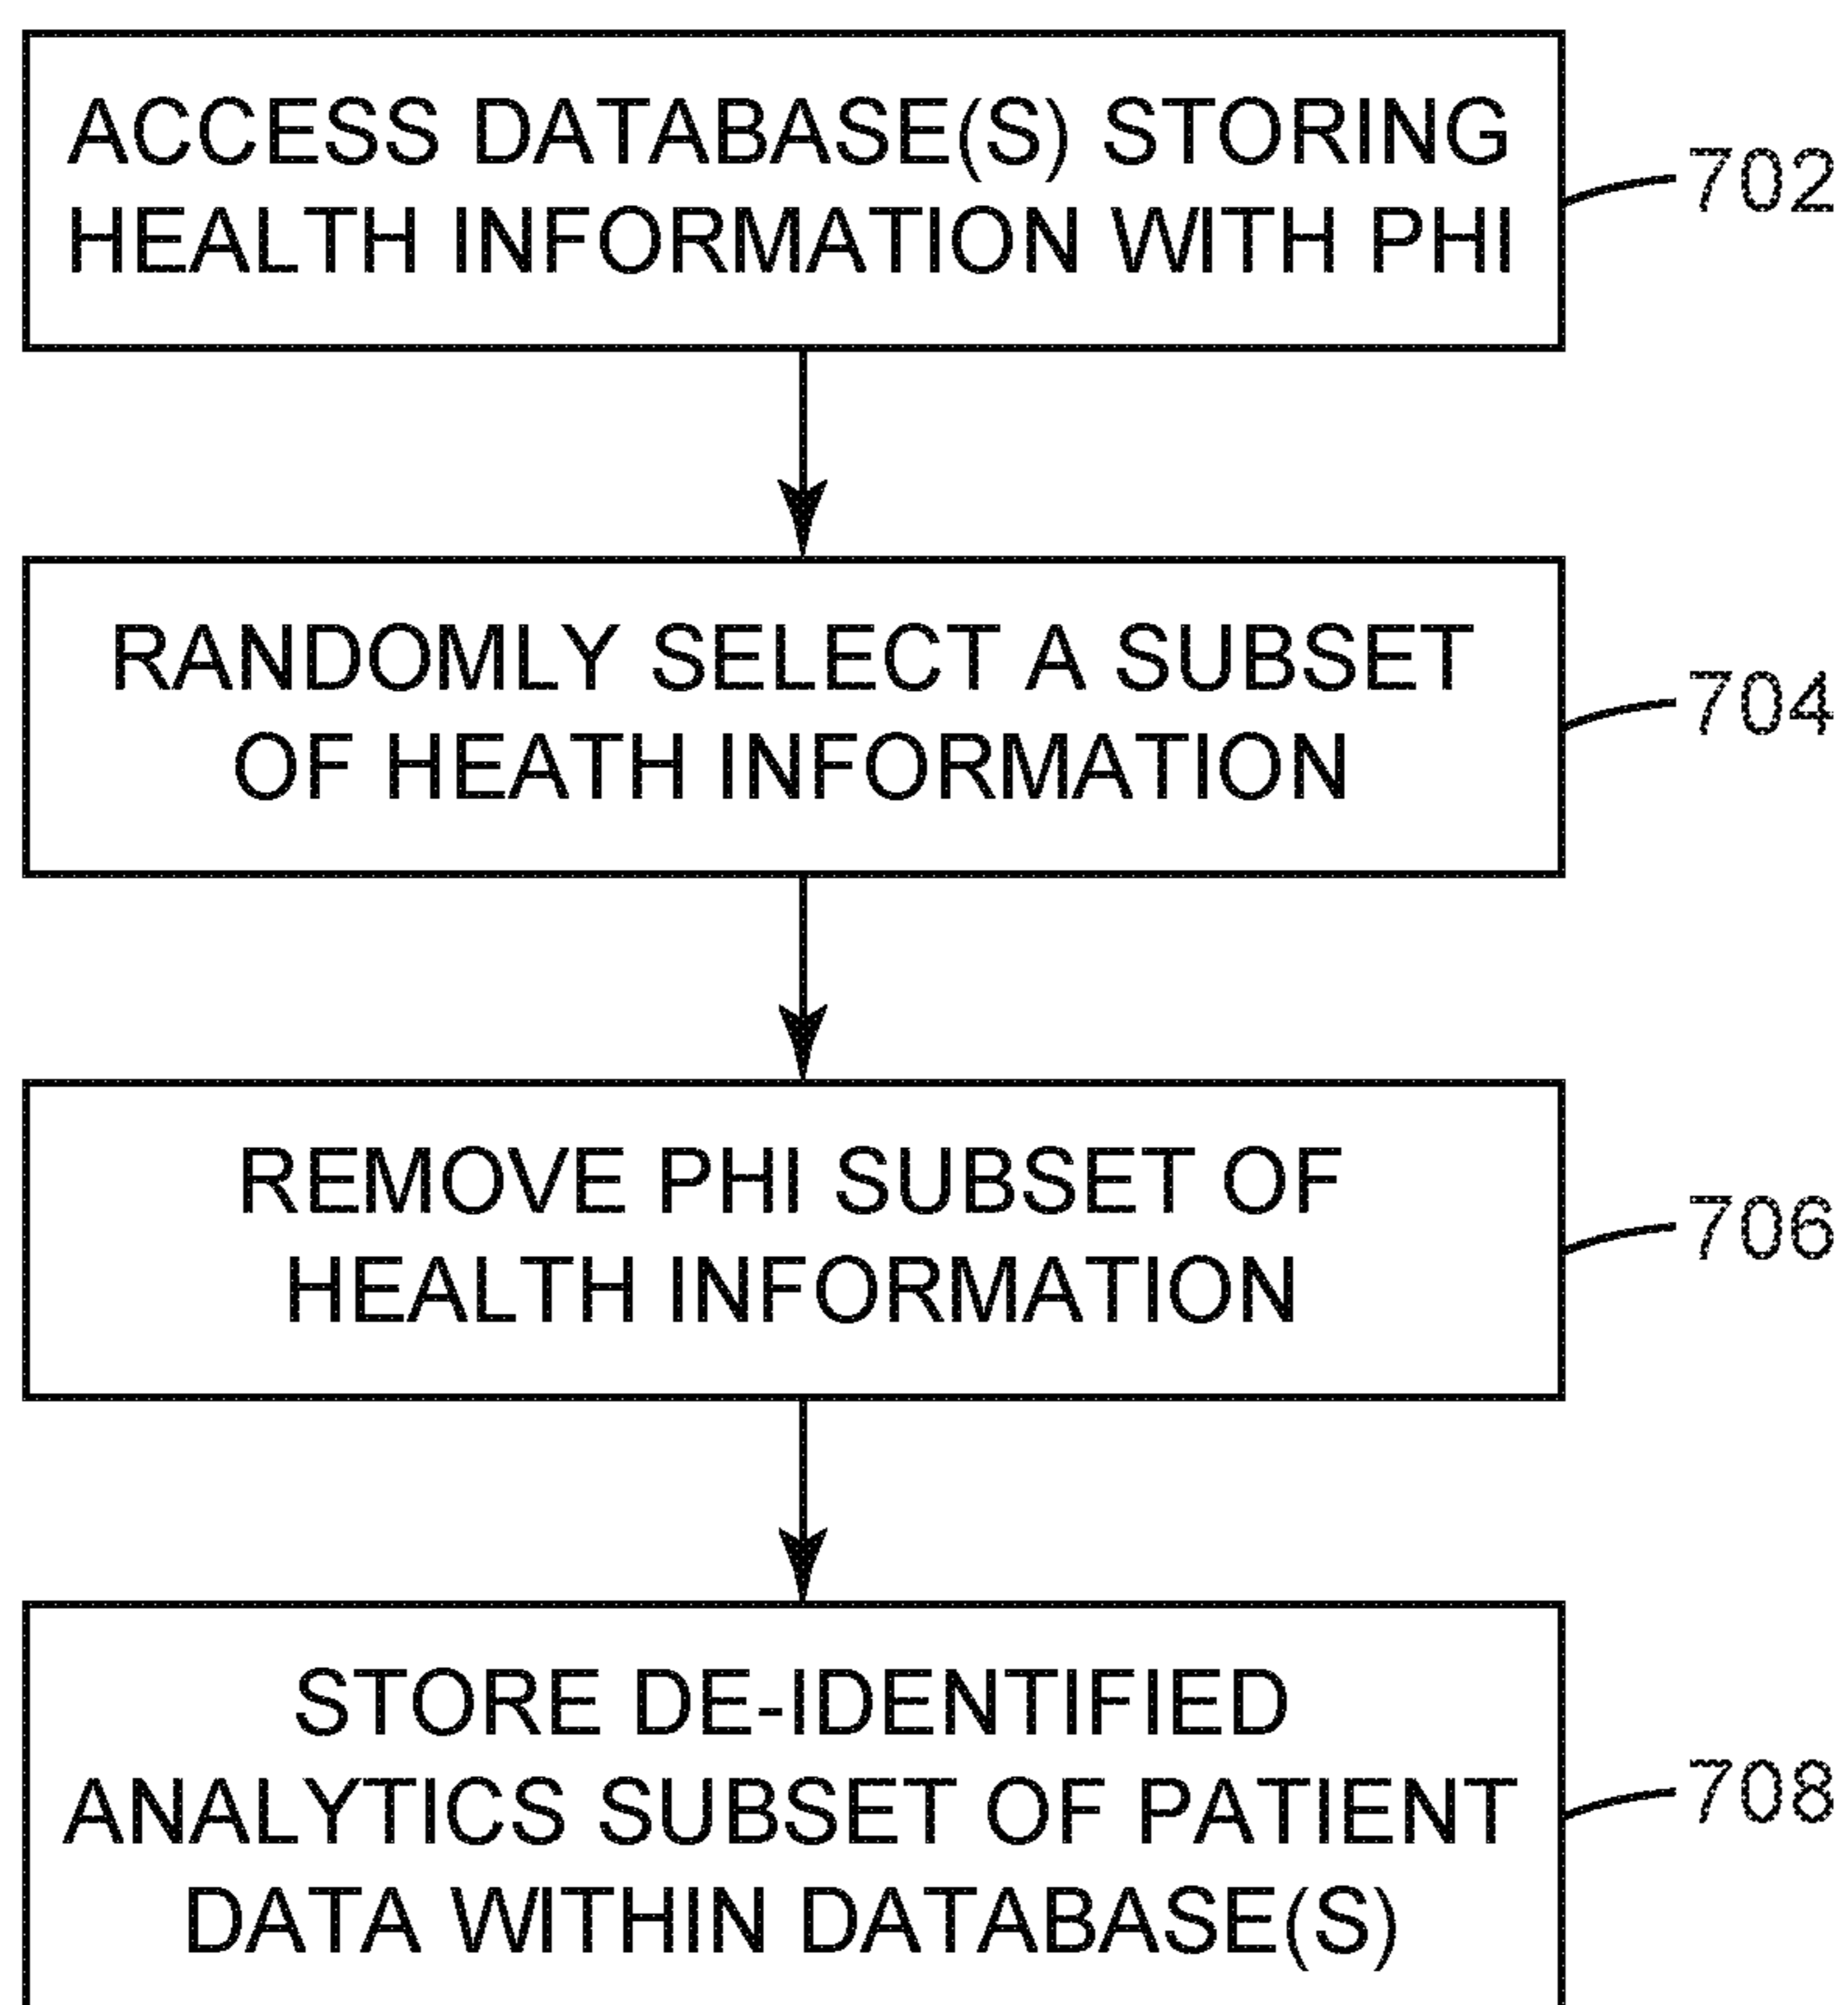 ACCESS DATABASE(S) STORING
HEALTH INFORMATION WITH PHI
702
RANDOMLY SELECT A SUBSET
OF HEATH INFORMATION
704
REMOVE PHI SUBSET OF
HEALTH INFORMATION
706
STORE DE-IDENTIFIED
ANALYTICS SUBSET OF PATIENT
DATA WITHIN DATABASE(S)
708